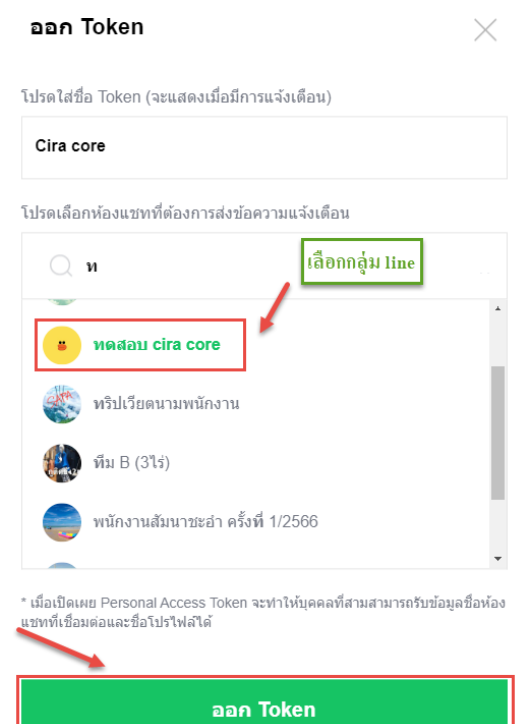 ออก Token
โปรดใส่ชื่อ Token (จะแสดงเมื่อมีการแจ้งเตือน)
Cira core
โปรดเลือกห้องแชทที่ต้องการส่งข้อความแจ้งเตือน
ท
เลือกกลุ่ม line
ทดสอบ cira core
ทริปเวียดนามพนักงาน
ทีม B (3ไร่)
พนักงานสัมนาชะอำ ครั้งที่ 1/2566
* เมื่อเปิดเผย Personal Access Token จะทำให้บุคคลที่สามสามารถรับข้อมูลชื่อห้อง
แชทที่เชื่อมต่อและชื่อโปรไฟล์ได้
ออก Token